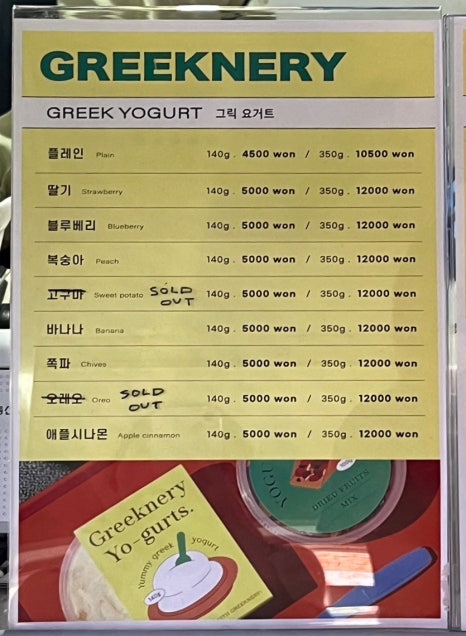 GREEKNERY
GREEK YOGURT 그릭 요거트
플레인 Plain 140g . 4500 won / 350g . 10500 won
딸기 Strawberry 140g . 5000 won / 350g . 12000 won
블루베리 Blueberry 140g . 5000 won / 350g . 12000 won
복숭아 Peach 140g . 5000 won / 350g . 12000 won
고구마 Sweet potato SOLD OUT 140g . 5000 won / 350g . 12000 won
바나나 Banana 140g . 5000 won / 350g . 12000 won
쪽파 Chives 140g . 5000 won / 350g . 12000 won
오레오 Oreo SOLD OUT 140g . 5000 won / 350g . 12000 won
애플시나몬 Apple cinnamon 140g . 5000 won / 350g . 12000 won
Greeknery
Yo-gurts.
Yummy greek yogurt
140g
YOGU
DRIED FRUITS
MIX